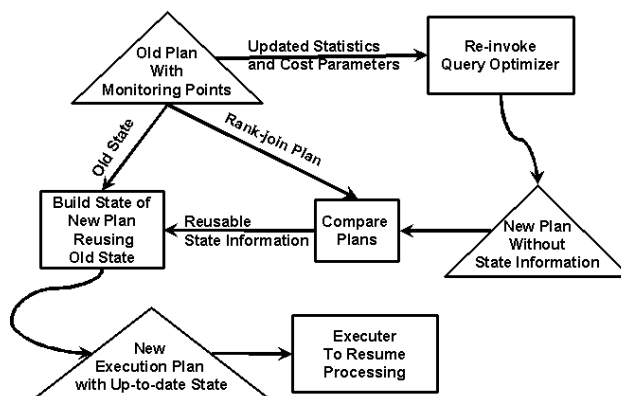 Old Plan
With
Monitoring Points
Updated Statistics
and Cost Parameters
Re-invoke
Query Optimizer
Old State
Rank-join Plan
Build State of
New Plan
Reusing
Old State
Reusable
State Information
Compare
Plans
New Plan
Without
State Information
New
Execution Plan
with Up-to-date State
Executer
To Resume
Processing